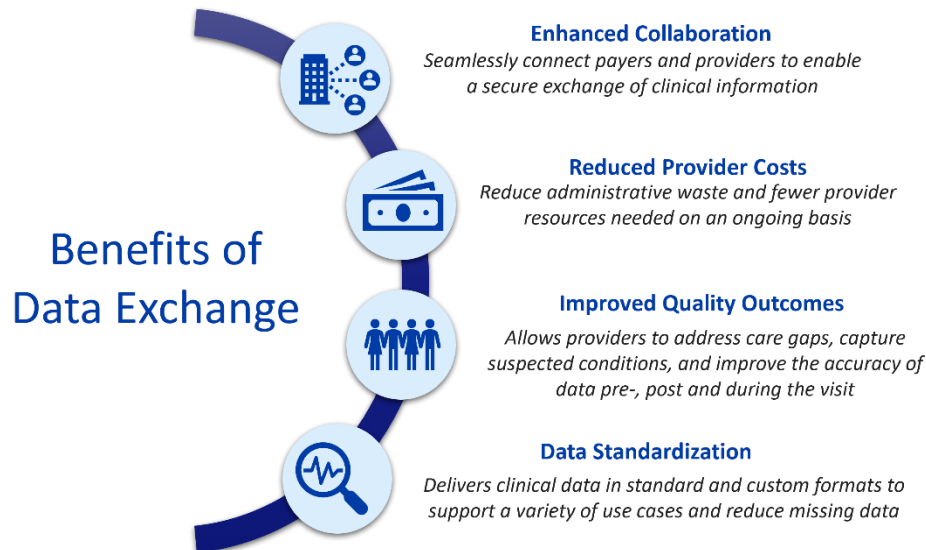 Benefits of
Data Exchange
Enhanced Collaboration
Seamlessly connect payers and providers to enable
a secure exchange of clinical information
Reduced Provider Costs
Reduce administrative waste and fewer provider
resources needed on an ongoing basis
Improved Quality Outcomes
Allows providers to address care gaps, capture
suspected conditions, and improve the accuracy of
data pre-, post and during the visit
Data Standardization
Delivers clinical data in standard and custom formats to
support a variety of use cases and reduce missing data